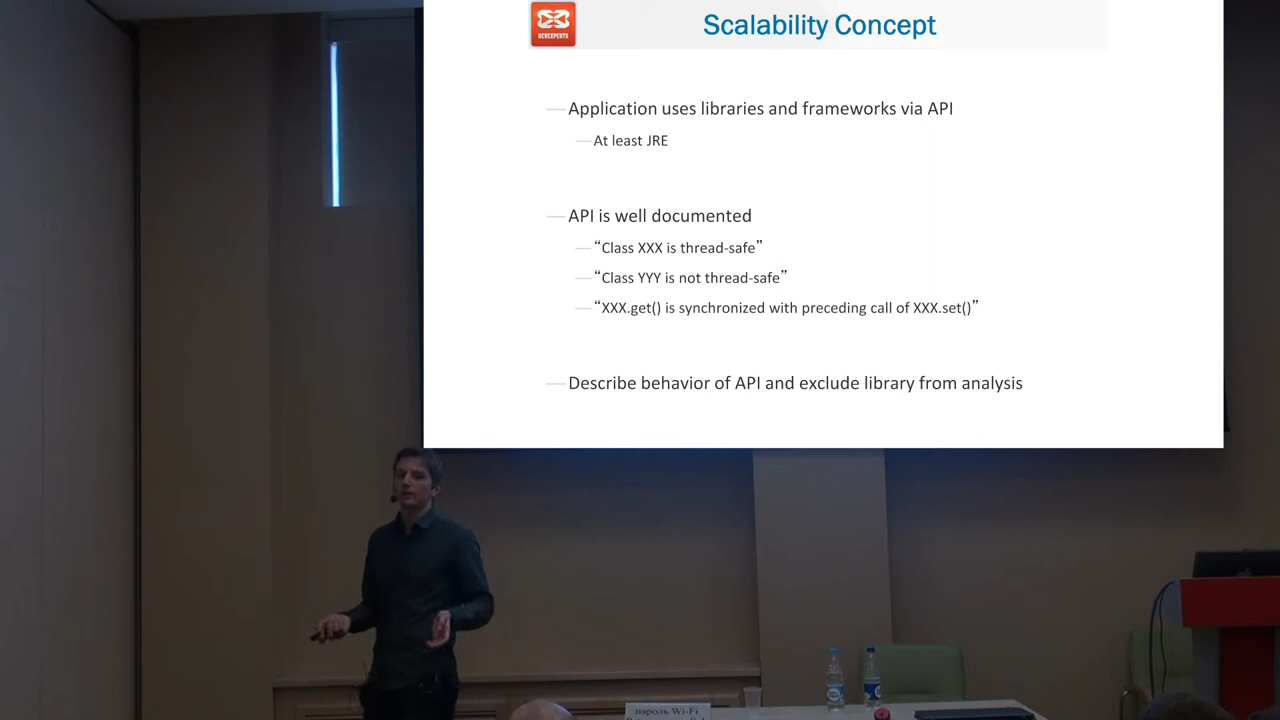 DEVEXPERTS
Scalability Concept
Application uses libraries and frameworks via API
At least JRE
API is well documented
“Class XXX is thread-safe”
“Class YYY is not thread-safe”
“XXX.get() is synchronized with preceding call of XXX.set()”
Describe behavior of API and exclude library from analysis
пароль Wi-Fi